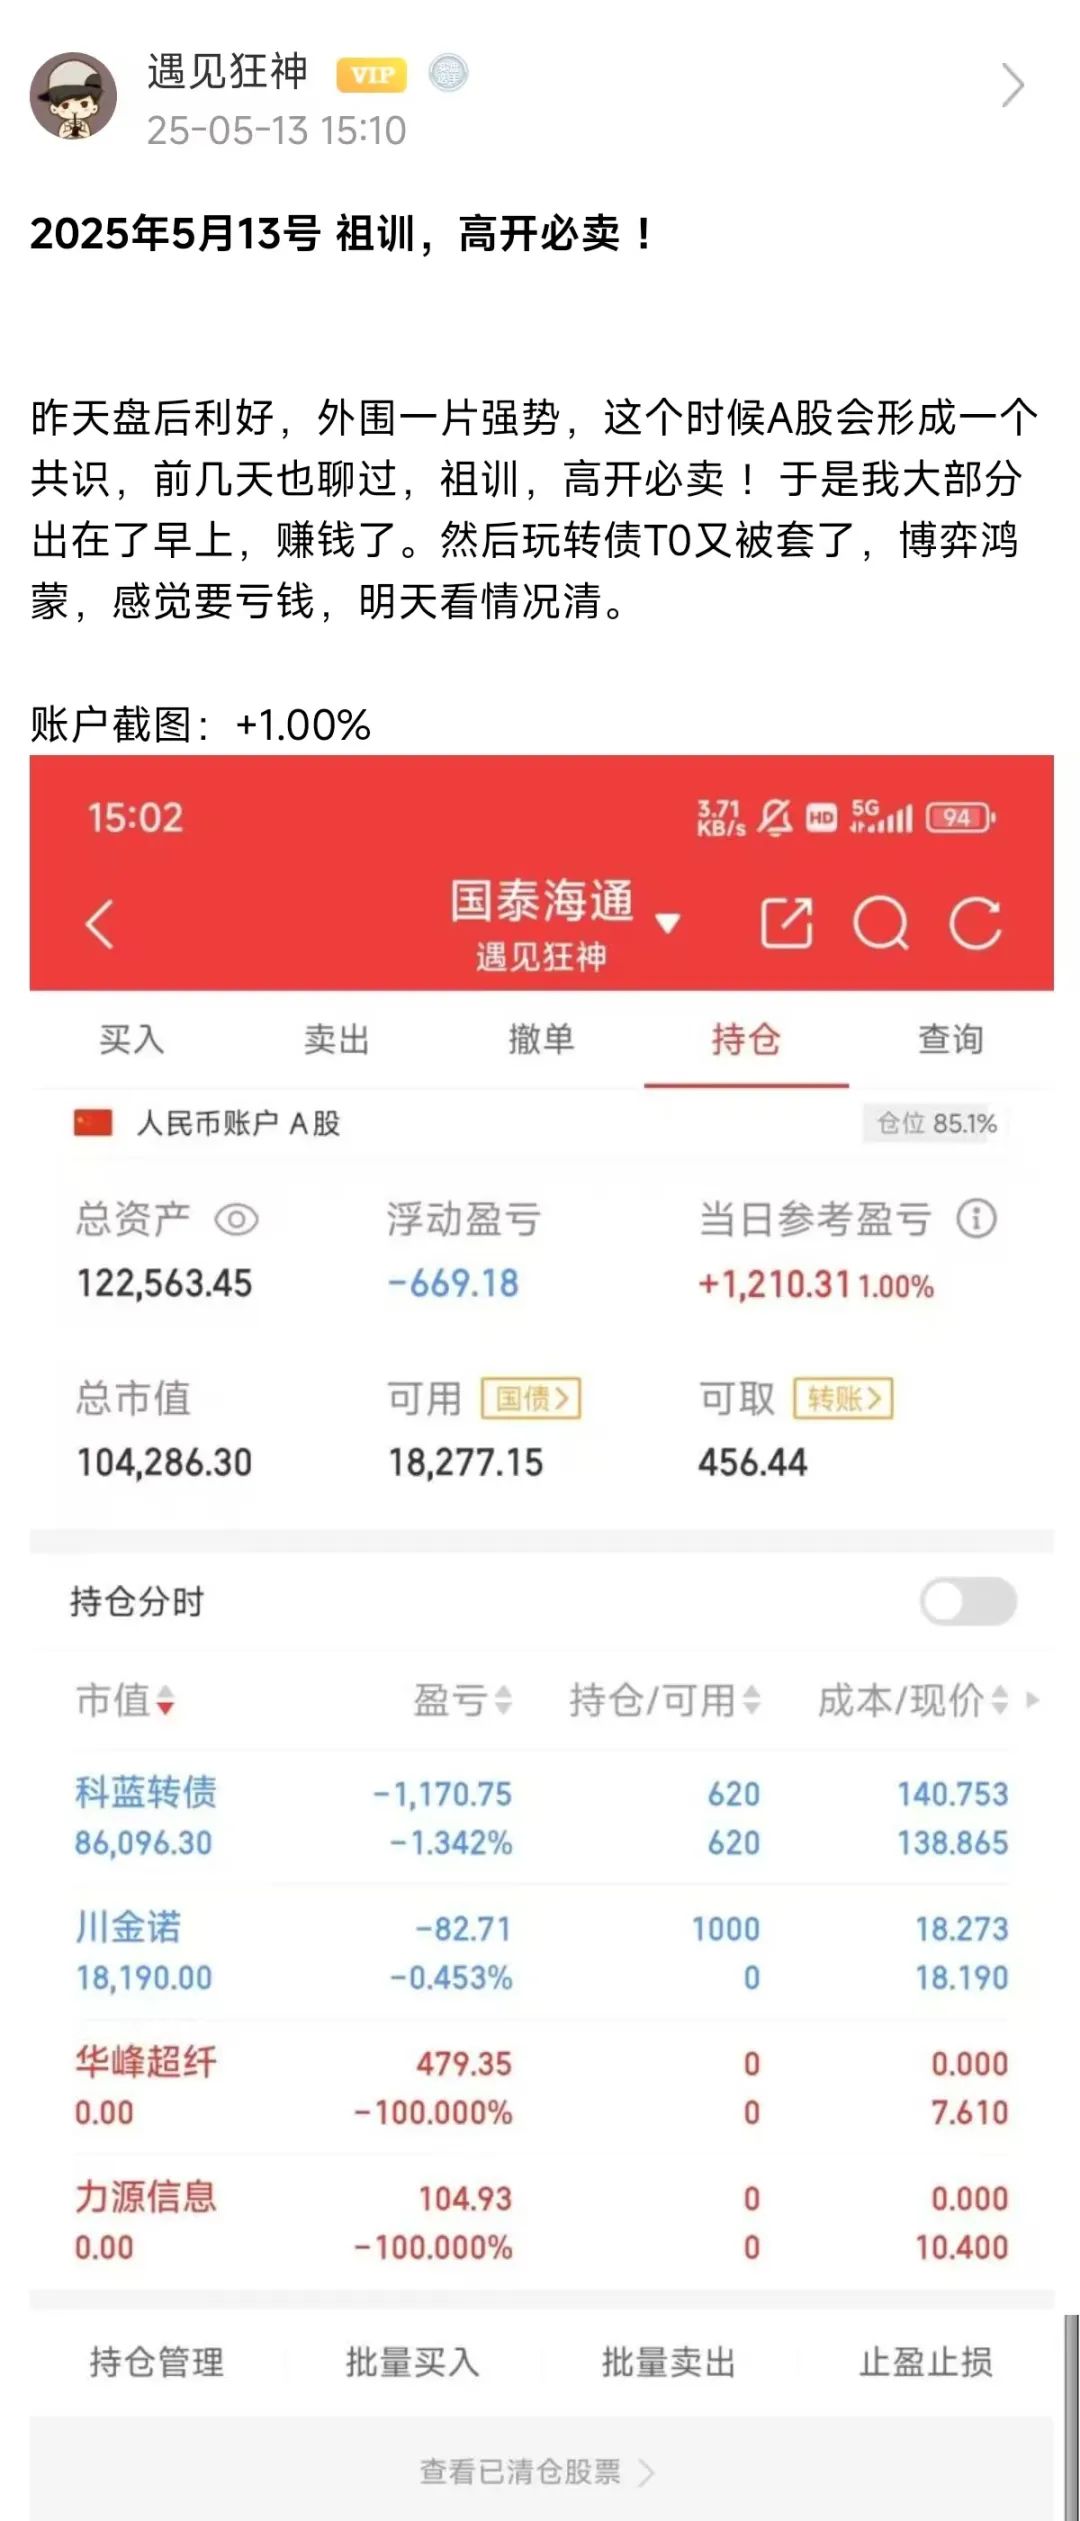 遇见狂神 VIP
25-05-13 15:10
2025年5月13号 祖训，高开必卖！
昨天盘后利好，外围一片强势，这个时候A股会形成一个
共识，前几天也聊过，祖训，高开必卖！于是我大部分
出在了早上，赚钱了。然后玩转债T0又被套了，博弈鸿
蒙，感觉要亏钱，明天看情况清。
账户截图：+1.00%
15:02 3.71 KB/s HD 5G 94
国泰海通
遇见狂神
买入 卖出 撤单 持仓 查询
人民币账户 A股 仓位 85.1%
总资产 浮动盈亏 当日参考盈亏
122,563.45 -669.18 +1,210.31 1.00%
总市值 可用 国债> 可取 转账>
104,286.30 18,277.15 456.44
持仓分时
市值 盈亏 持仓/可用 成本/现价
科蓝转债 -1,170.75 620 140.753
86,096.30 -1.342% 620 138.865
川金诺 -82.71 1000 18.273
18,190.00 -0.453% 0 18.190
华峰超纤 479.35 0 0.000
0.00 -100.000% 0 7.610
力源信息 104.93 0 0.000
0.00 -100.000% 0 10.400
持仓管理 批量买入 批量卖出 止盈止损
查看已清仓股票 >